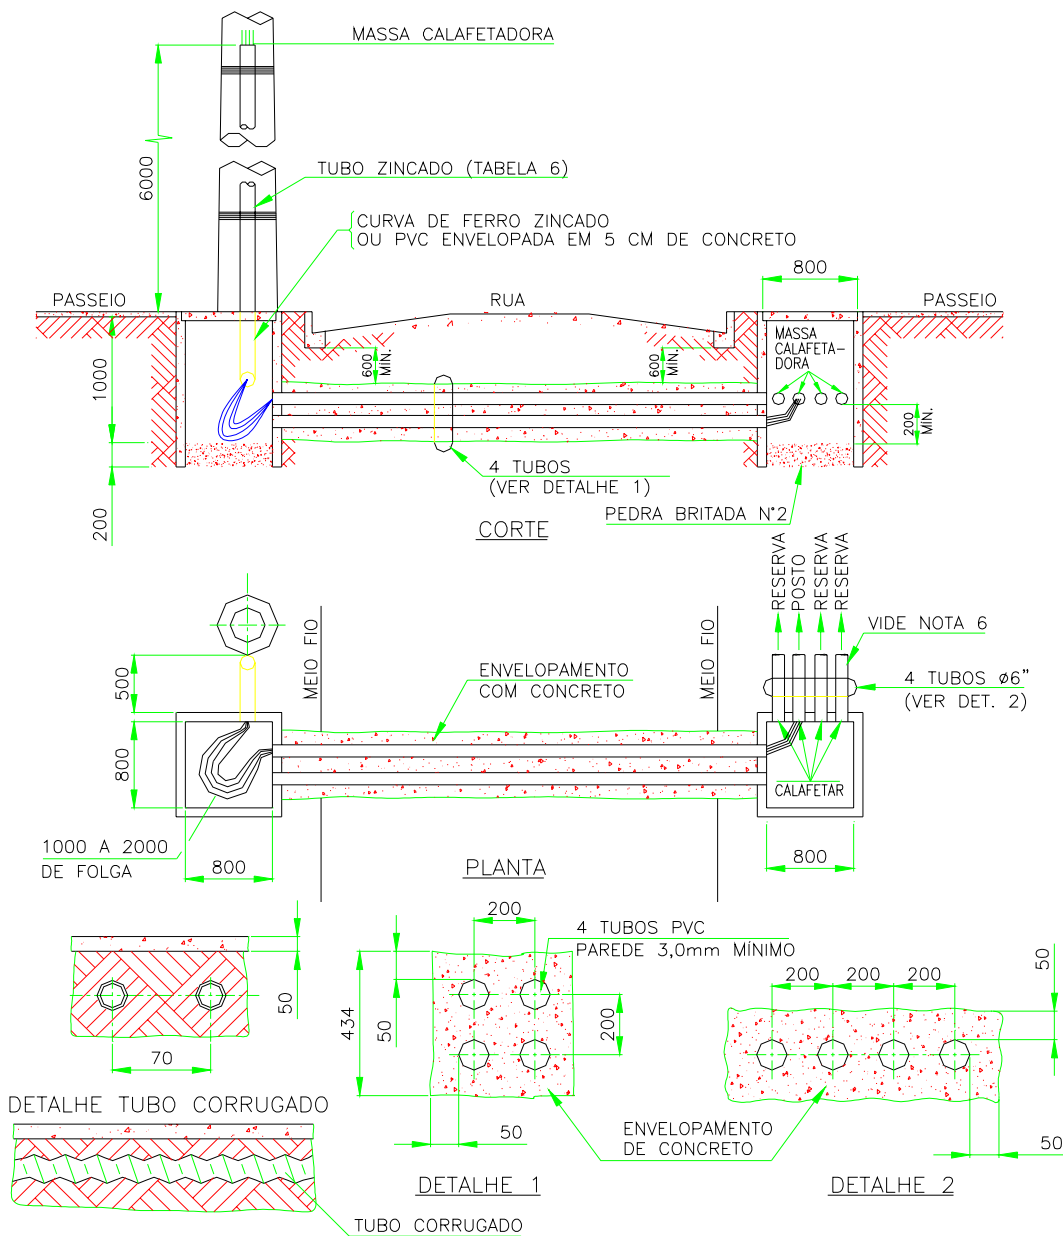 MASSA CALAFETADORA
6000
TUBO ZINCADO (TABELA 6)
CURVA DE FERRO ZINCADO
OU PVC ENVELOPADA EM 5 CM DE CONCRETO
800
PASSEIO
RUA
PASSEIO
MASSA
CALAFETA-
DORA
600
MÍN.
600
MÍN.
1000
200
MÍN.
4 TUBOS
(VER DETALHE 1)
200
PEDRA BRITADA N°2
CORTE
RESERVA
POSTO
RESERVA
RESERVA
VIDE NOTA 6
MEIO FIO
MEIO FIO
500
ENVELOPAMENTO
COM CONCRETO
4 TUBOS ø6"
(VER DET. 2)
800
CALAFETAR
1000 A 2000
DE FOLGA
800
PLANTA
800
200
4 TUBOS PVC
PAREDE 3,0mm MÍNIMO
50
434
50
200
200
200
200
50
70
DETALHE TUBO CORRUGADO
50
ENVELOPAMENTO
DE CONCRETO
50
DETALHE 1
DETALHE 2
TUBO CORRUGADO